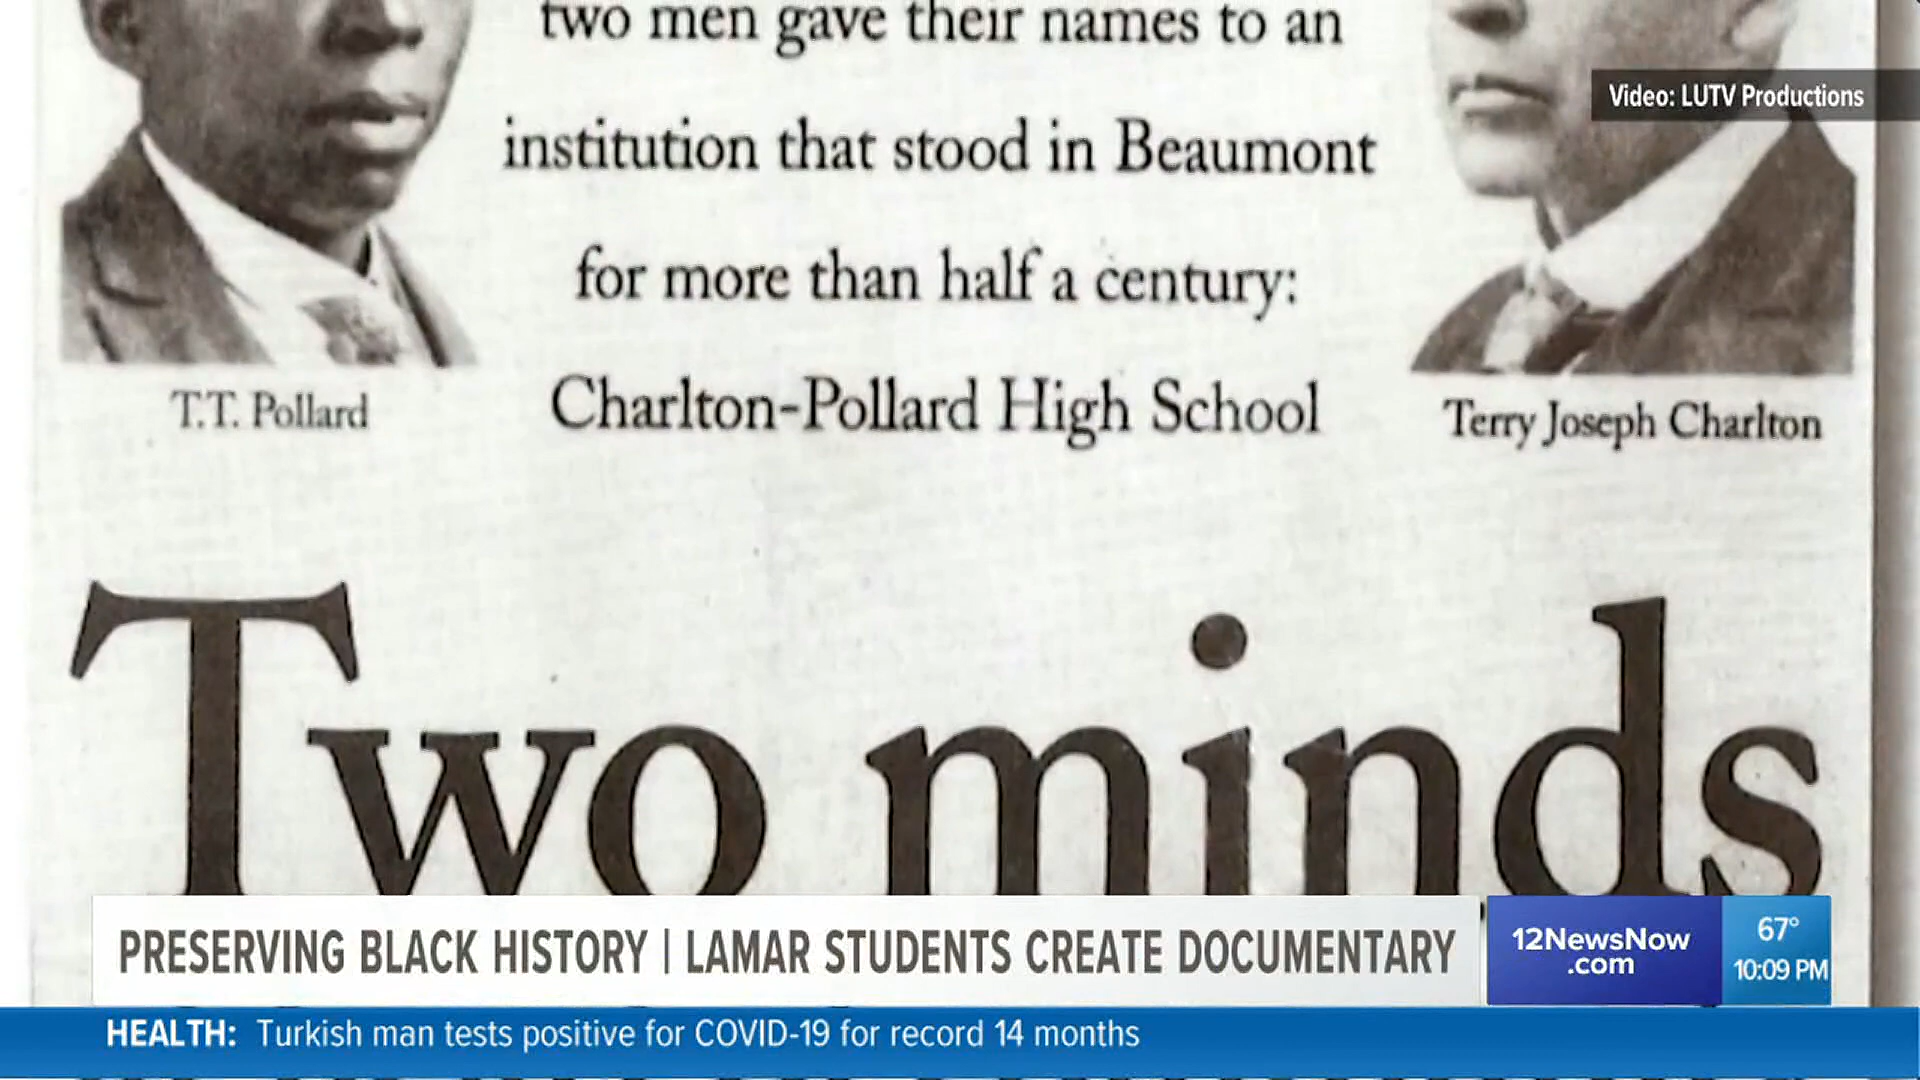 two men gave their names to an
Video: LUTV Productions
institution that stood in Beaumont
for more than half a century:
T.T. Pollard
Charlton-Pollard High School
Terry Joseph Charlton
Two minds
PRESERVING BLACK HISTORY | LAMAR STUDENTS CREATE DOCUMENTARY
12NewsNow
.com
67°
10:09 PM
HEALTH: Turkish man tests positive for COVID-19 for record 14 months